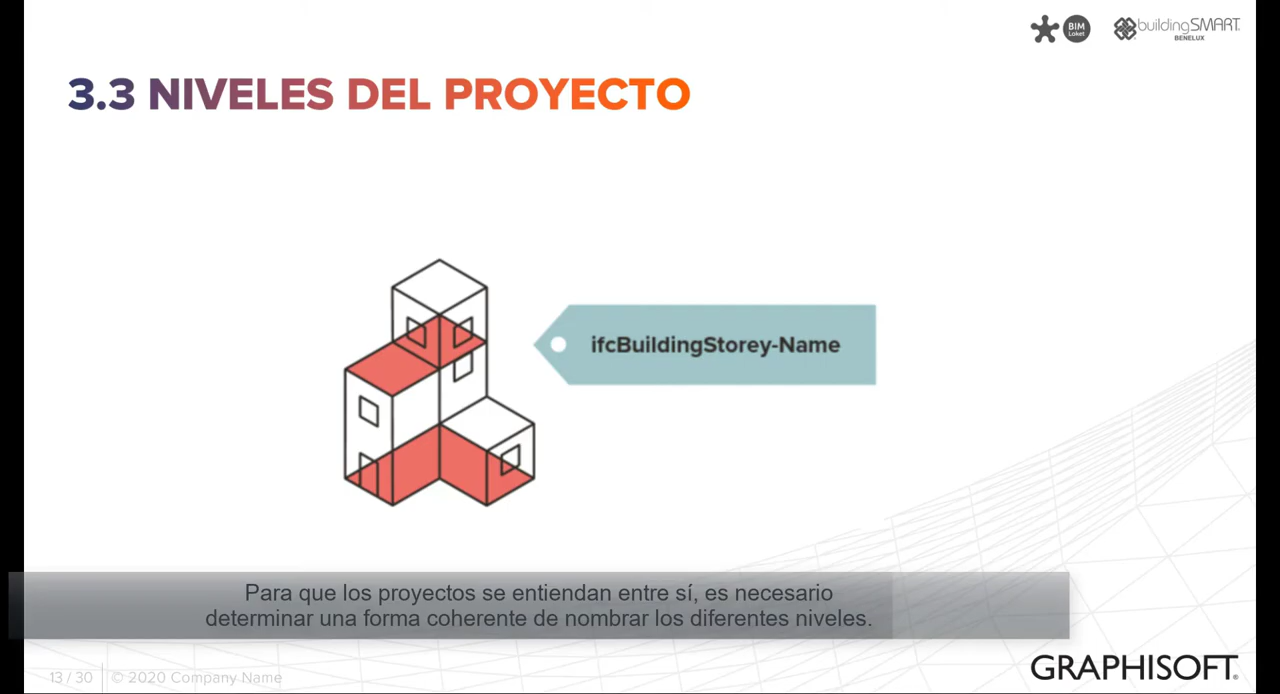 BIM
Loket
buildingSMART
BENELUX
3.3 NIVELES DEL PROYECTO
ifcBuildingStorey-Name
Para que los proyectos se entiendan entre sí, es necesario
determinar una forma coherente de nombrar los diferentes niveles.
13 / 30
© 2020 Company Name
GRAPHISOFT®